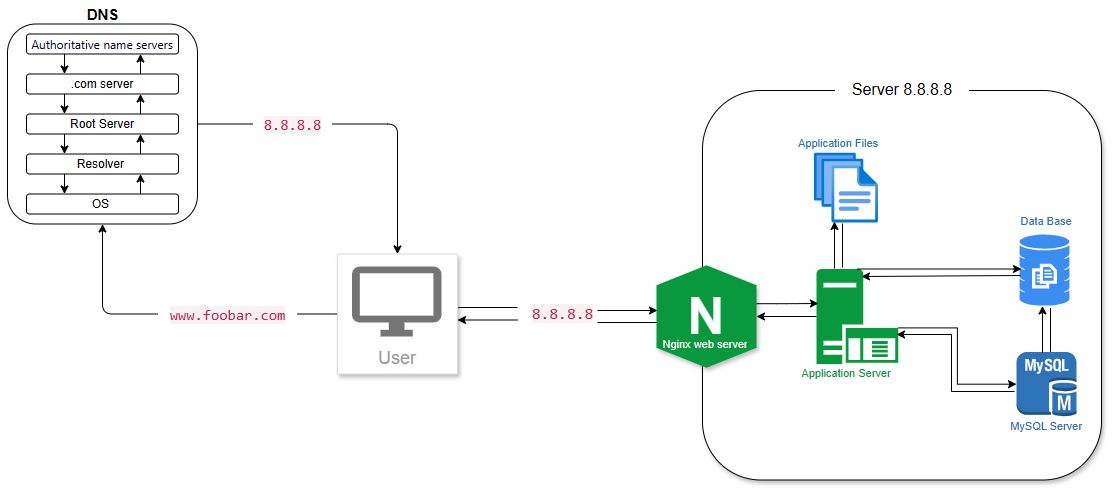 DNS
Authoritative name servers
.com server
Root Server
Resolver
OS
8.8.8.8
www.foobar.com
User
8.8.8.8
Server 8.8.8.8
Application Files
Data Base
N
Nginx web server
Application Server
MySQL
M
MySQL Server